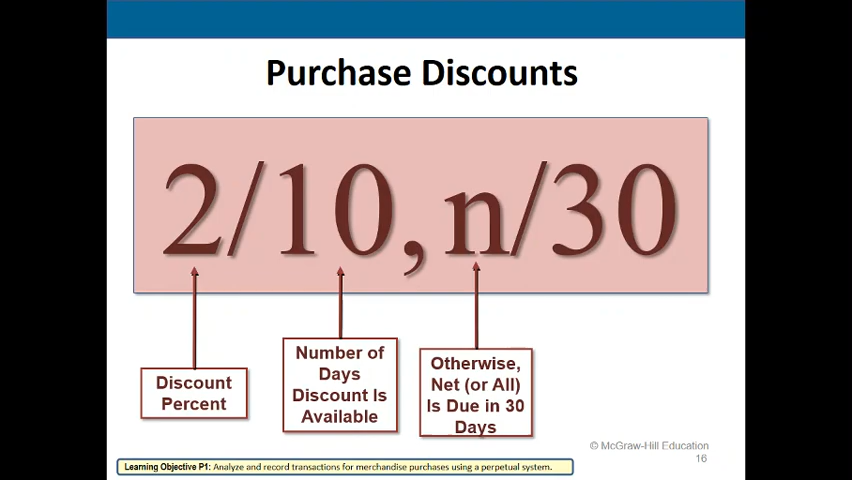 Purchase Discounts
2/10, n/30
Discount
Percent
Number of
Days
Discount Is
Available
Otherwise,
Net (or All)
Is Due in 30
Days
© McGraw-Hill Education
16
Learning Objective P1: Analyze and record transactions for merchandise purchases using a perpetual system.